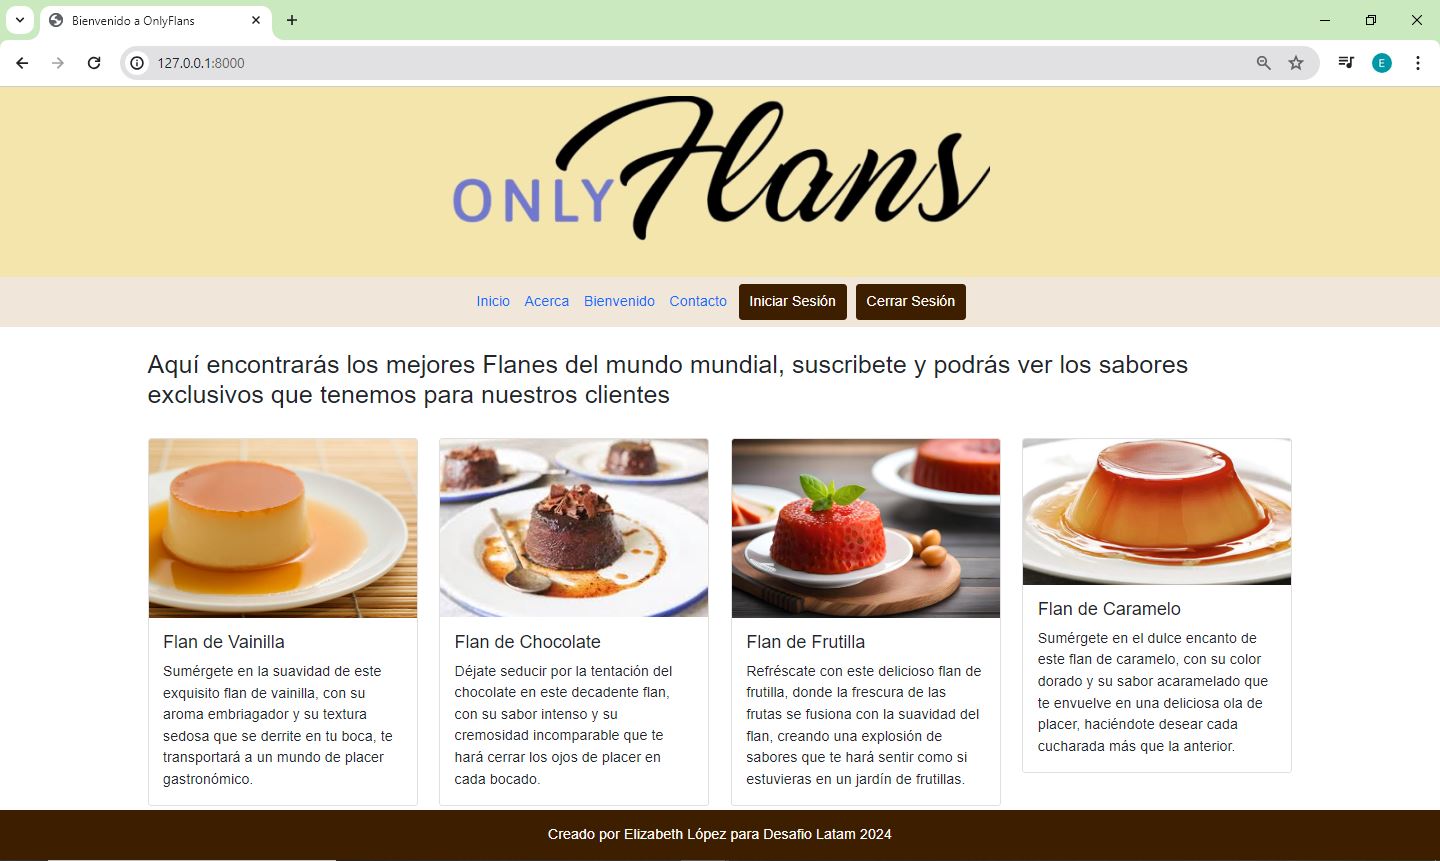 Bienvenido a OnlyFlans
127.0.0.1:8000
E
ONLY Flans
Inicio Acerca Bienvenido Contacto Iniciar Sesión Cerrar Sesión
Aquí encontrarás los mejores Flanes del mundo mundial, suscribete y podrás ver los sabores
exclusivos que tenemos para nuestros clientes
Flan de Vainilla
Sumérgete en la suavidad de este
exquisito flan de vainilla, con su
aroma embriagador y su textura
sedosa que se derrite en tu boca, te
transportará a un mundo de placer
gastronómico.
Flan de Chocolate
Déjate seducir por la tentación del
chocolate en este decadente flan,
con su sabor intenso y su
cremosidad incomparable que te
hará cerrar los ojos de placer en
cada bocado.
Flan de Frutilla
Refréscate con este delicioso flan de
frutilla, donde la frescura de las
frutas se fusiona con la suavidad del
flan, creando una explosión de
sabores que te hará sentir como si
estuvieras en un jardín de frutillas.
Flan de Caramelo
Sumérgete en el dulce encanto de
este flan de caramelo, con su color
dorado y su sabor acaramelado que
te envuelve en una deliciosa ola de
placer, haciéndote desear cada
cucharada más que la anterior.
Creado por Elizabeth López para Desafio Latam 2024